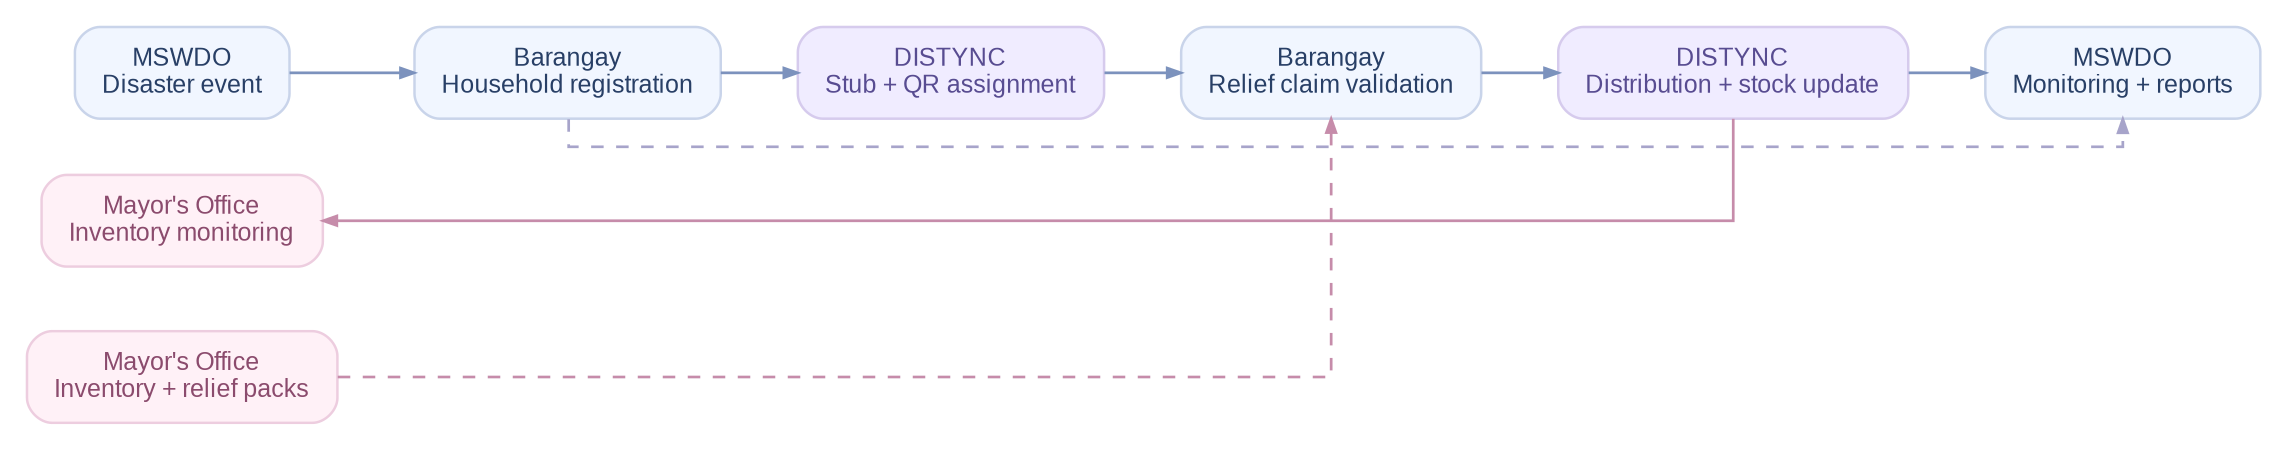 MSWDO
Disaster event
Barangay
Household registration
DISTYNC
Stub + QR assignment
Barangay
Relief claim validation
DISTYNC
Distribution + stock update
MSWDO
Monitoring + reports
Mayor's Office
Inventory monitoring
Mayor's Office
Inventory + relief packs